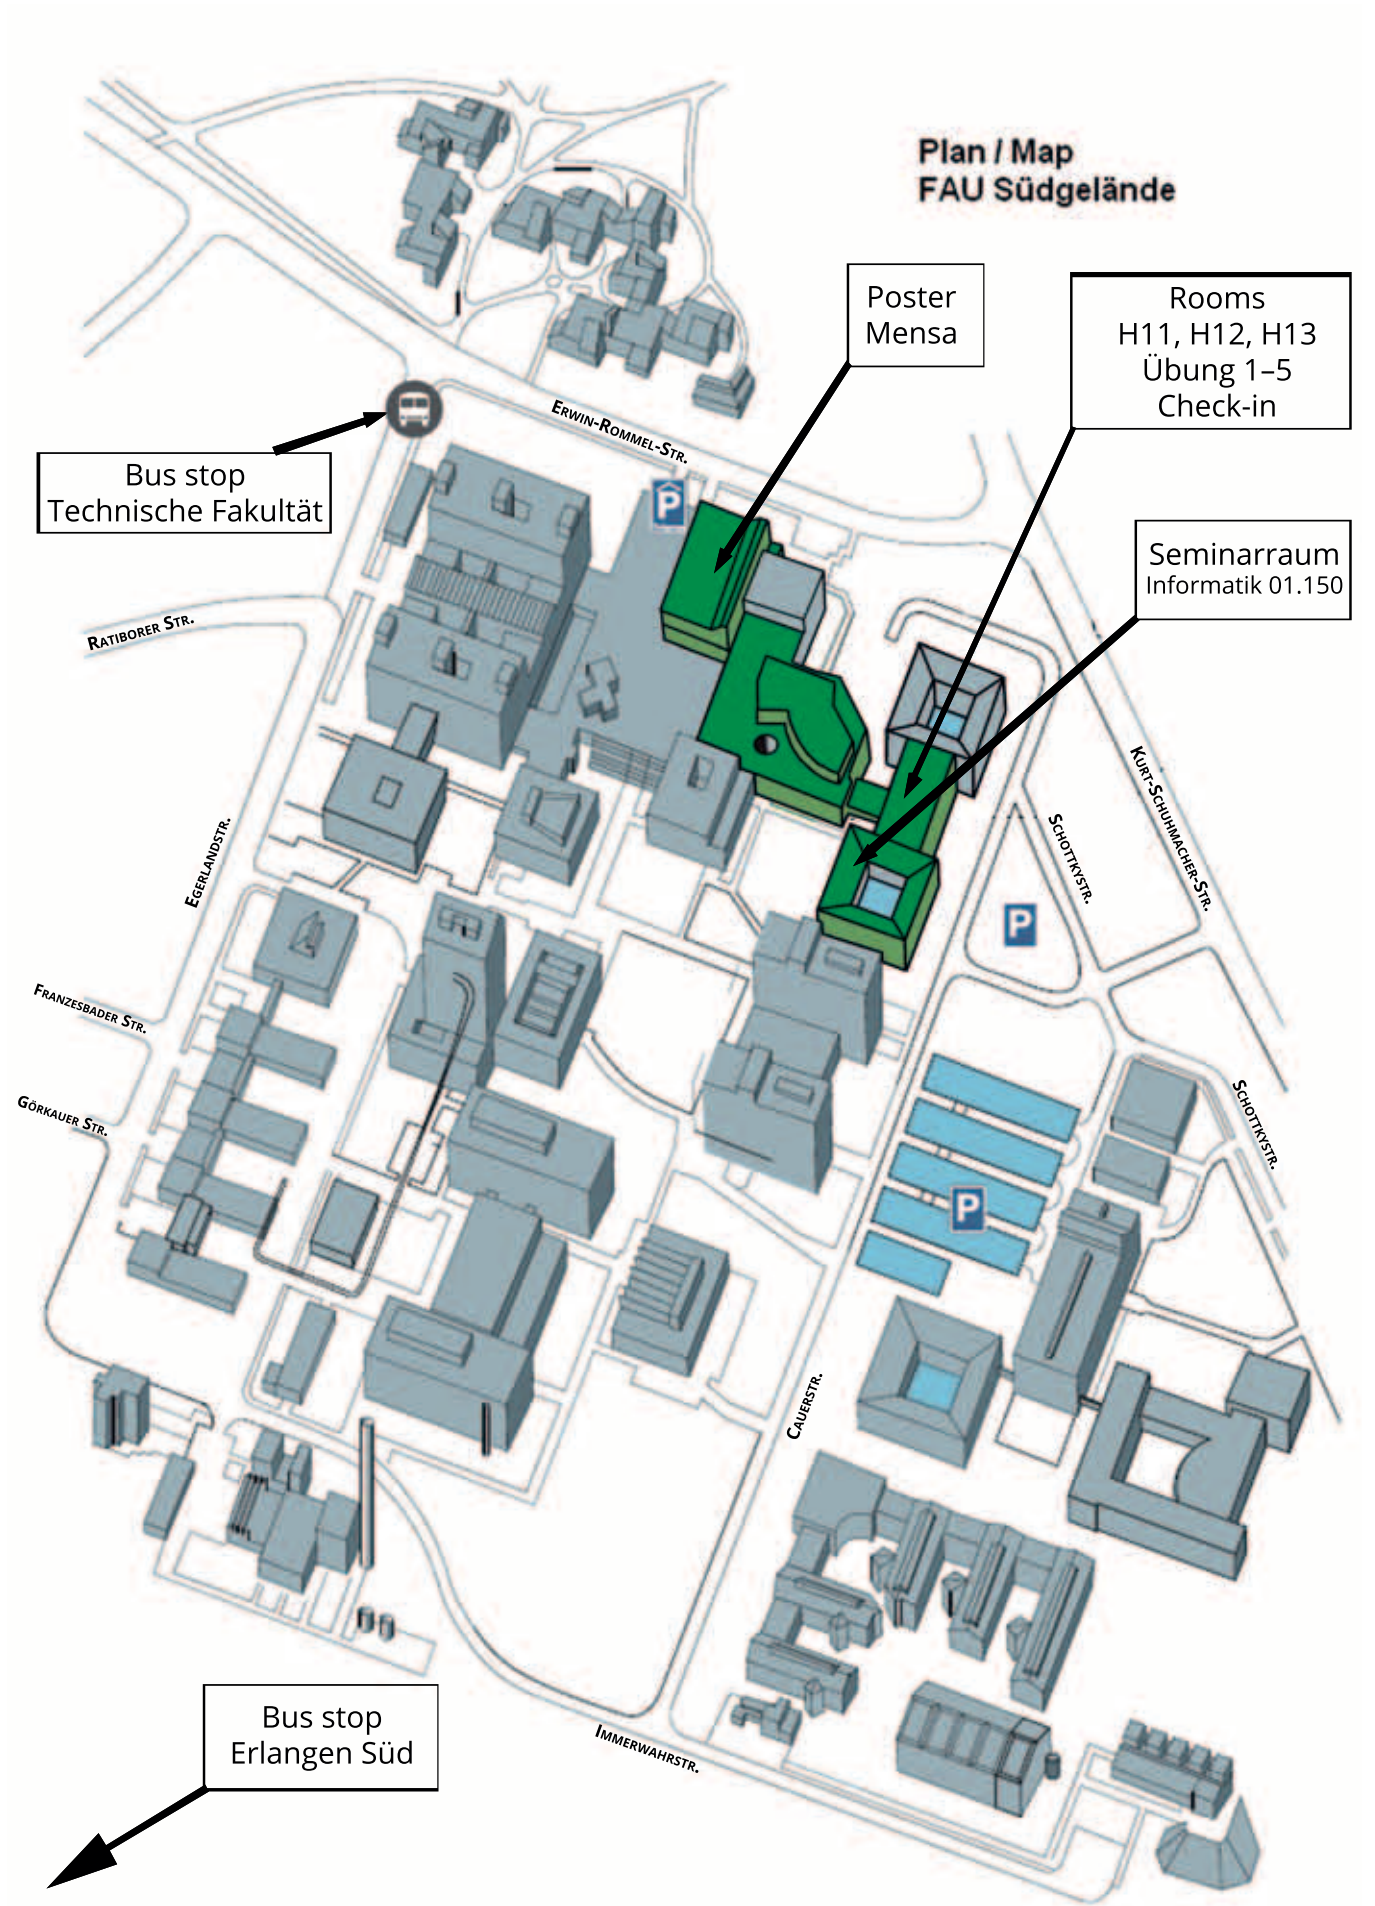 Plan / Map
FAU Südgelände
Poster
Mensa
Rooms
H11, H12, H13
Übung 1–5
Check-in
Erwin-Rommel-Str.
Bus stop
Technische Fakultät
P
Seminarraum
Informatik 01.150
Ratiborer Str.
Kurt-Schuhmacher-Str.
Schottkystr.
Egerlandstr.
P
Franzesbader Str.
Görkauer Str.
Schottkystr.
P
Cauerstr.
Bus stop
Erlangen Süd
Immerwahrstr.